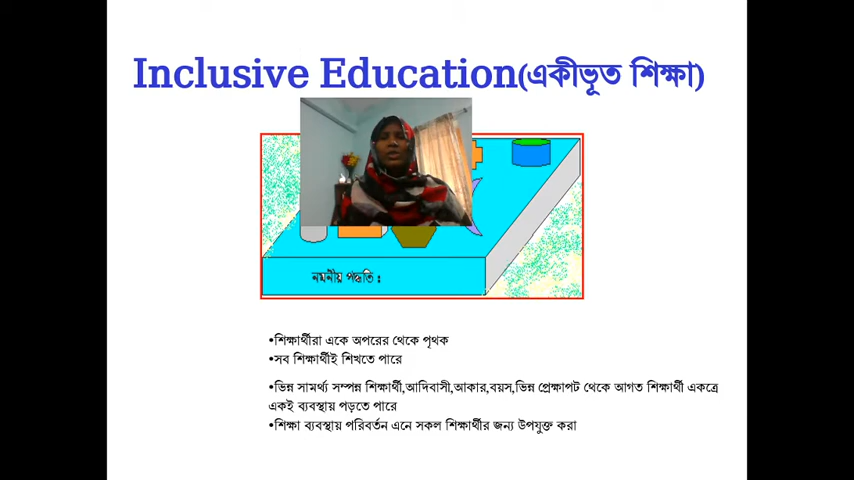 Inclusive Education(একীভূত শিক্ষা)
নমনীয় পদ্ধতি :
•শিক্ষার্থীরা একে অপরের থেকে পৃথক
•সব শিক্ষার্থীই শিখতে পারে
•ভিন্ন সামর্থ্য সম্পন্ন শিক্ষার্থী,আদিবাসী,আকার,বয়স,ভিন্ন প্রেক্ষাপট থেকে আগত শিক্ষার্থী একত্রে
একই ব্যবস্থায় পড়তে পারে
•শিক্ষা ব্যবস্থায় পরিবর্তন এনে সকল শিক্ষার্থীর জন্য উপযুক্ত করা